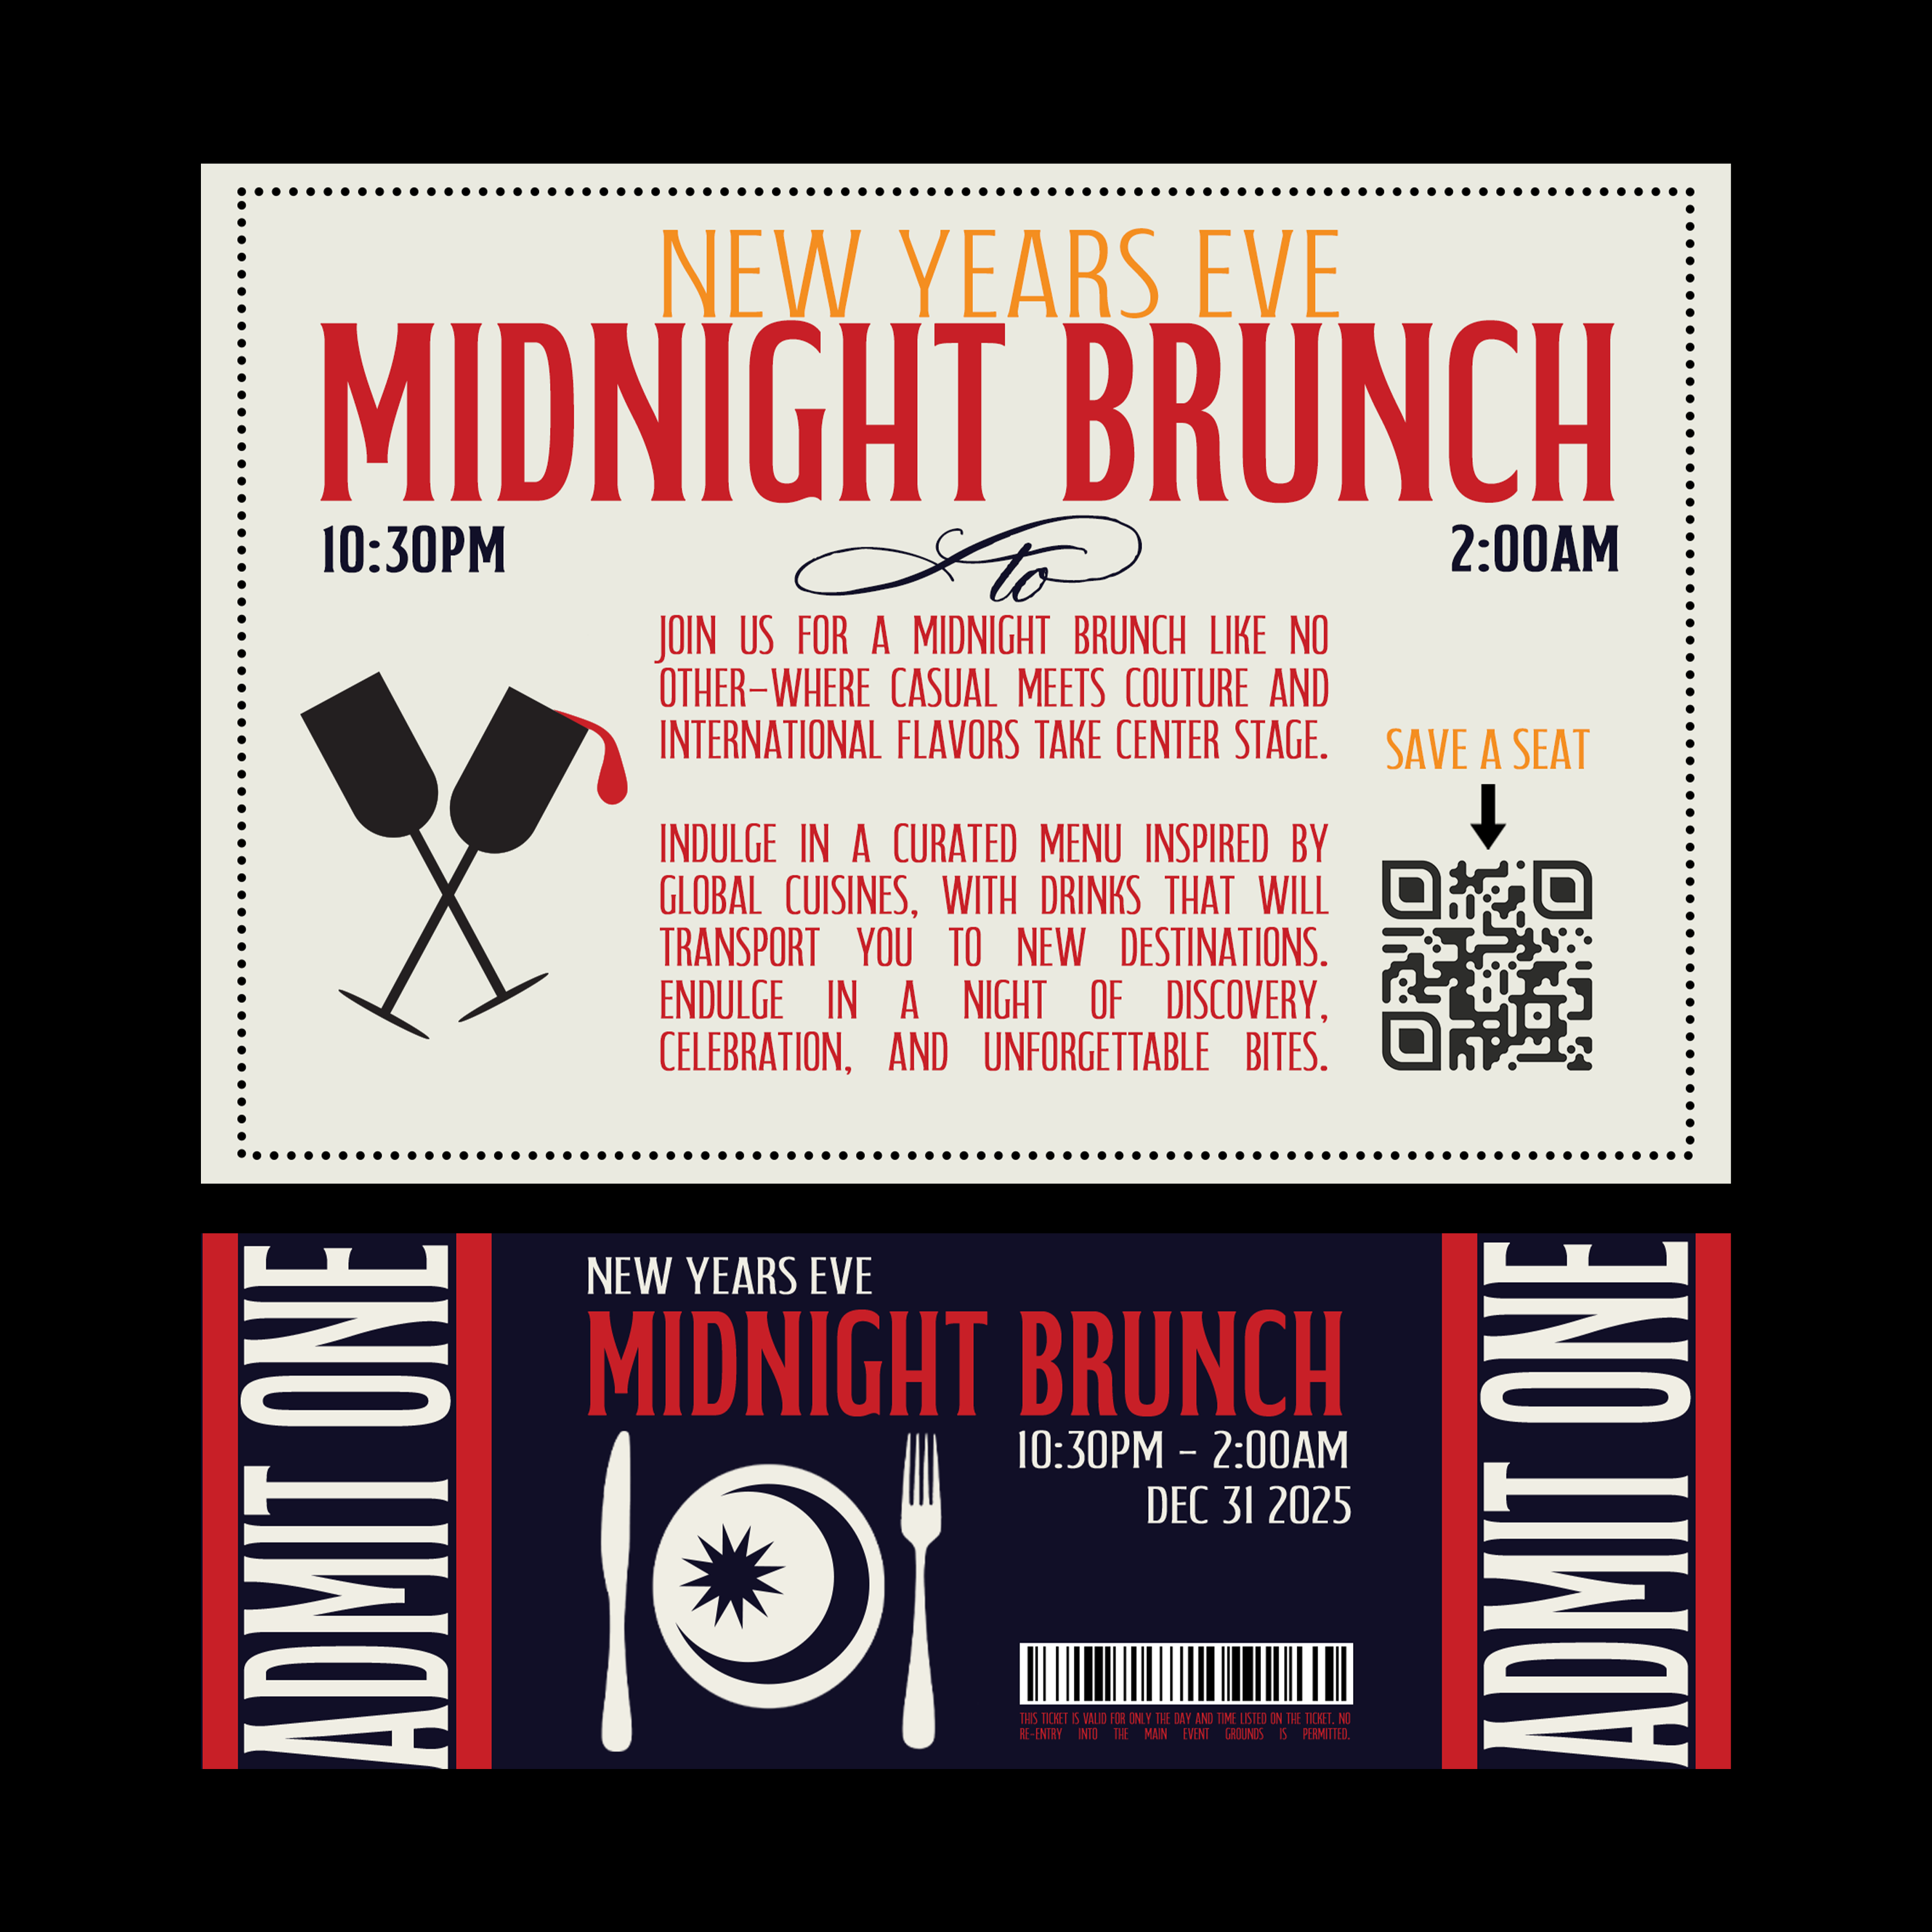 NEW YEARS EVE
MIDNIGHT BRUNCH
10:30PM to 2:00AM
JOIN US FOR A MIDNIGHT BRUNCH LIKE NO
OTHER–WHERE CASUAL MEETS COUTURE AND
INTERNATIONAL FLAVORS TAKE CENTER STAGE.
INDULGE IN A CURATED MENU INSPIRED BY
GLOBAL CUISINES, WITH DRINKS THAT WILL
TRANSPORT YOU TO NEW DESTINATIONS.
ENDULGE IN A NIGHT OF DISCOVERY,
CELEBRATION, AND UNFORGETTABLE BITES.
SAVE A SEAT
ADMIT ONE
NEW YEARS EVE
MIDNIGHT BRUNCH
10:30PM – 2:00AM
DEC 31 2025
THIS TICKET IS VALID FOR ONLY THE DAY AND TIME LISTED ON THE TICKET, NO
RE-ENTRY INTO THE MAIN EVENT GROUNDS IS PERMITTED.
ADMIT ONE